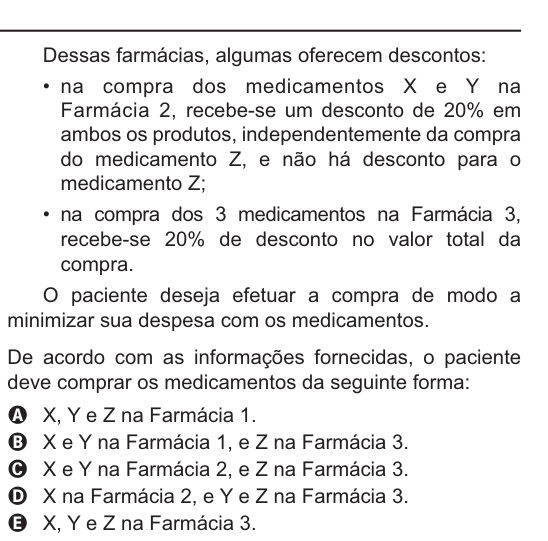 Dessas farmácias, algumas oferecem descontos:
• na compra dos medicamentos X e Y na
Farmácia 2, recebe-se um desconto de 20% em
ambos os produtos, independentemente da compra
do medicamento Z, e não há desconto para o
medicamento Z;
• na compra dos 3 medicamentos na Farmácia 3,
recebe-se 20% de desconto no valor total da
compra.
O paciente deseja efetuar a compra de modo a
minimizar sua despesa com os medicamentos.
De acordo com as informações fornecidas, o paciente
deve comprar os medicamentos da seguinte forma:
A X, Y e Z na Farmácia 1.
B X e Y na Farmácia 1, e Z na Farmácia 3.
C X e Y na Farmácia 2, e Z na Farmácia 3.
D X na Farmácia 2, e Y e Z na Farmácia 3.
E X, Y e Z na Farmácia 3.